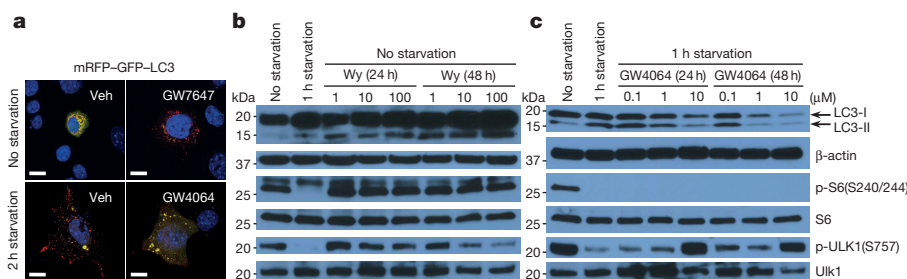 a
mRFP–GFP–LC3
No starvation
Veh
GW7647
2 h starvation
Veh
GW4064
b
No starvation
1 h starvation
No starvation
Wy (24 h)
Wy (48 h)
kDa
1 10 100 1 10 100
20
15
37
25
25
20
20
c
No starvation
1 h starvation
1 h starvation
GW4064 (24 h)
GW4064 (48 h)
kDa
0.1 1 10 0.1 1 10
(μM)
20
15
37
25
25
20
20
LC3-I
LC3-II
β-actin
p-S6(S240/244)
S6
p-ULK1(S757)
Ulk1